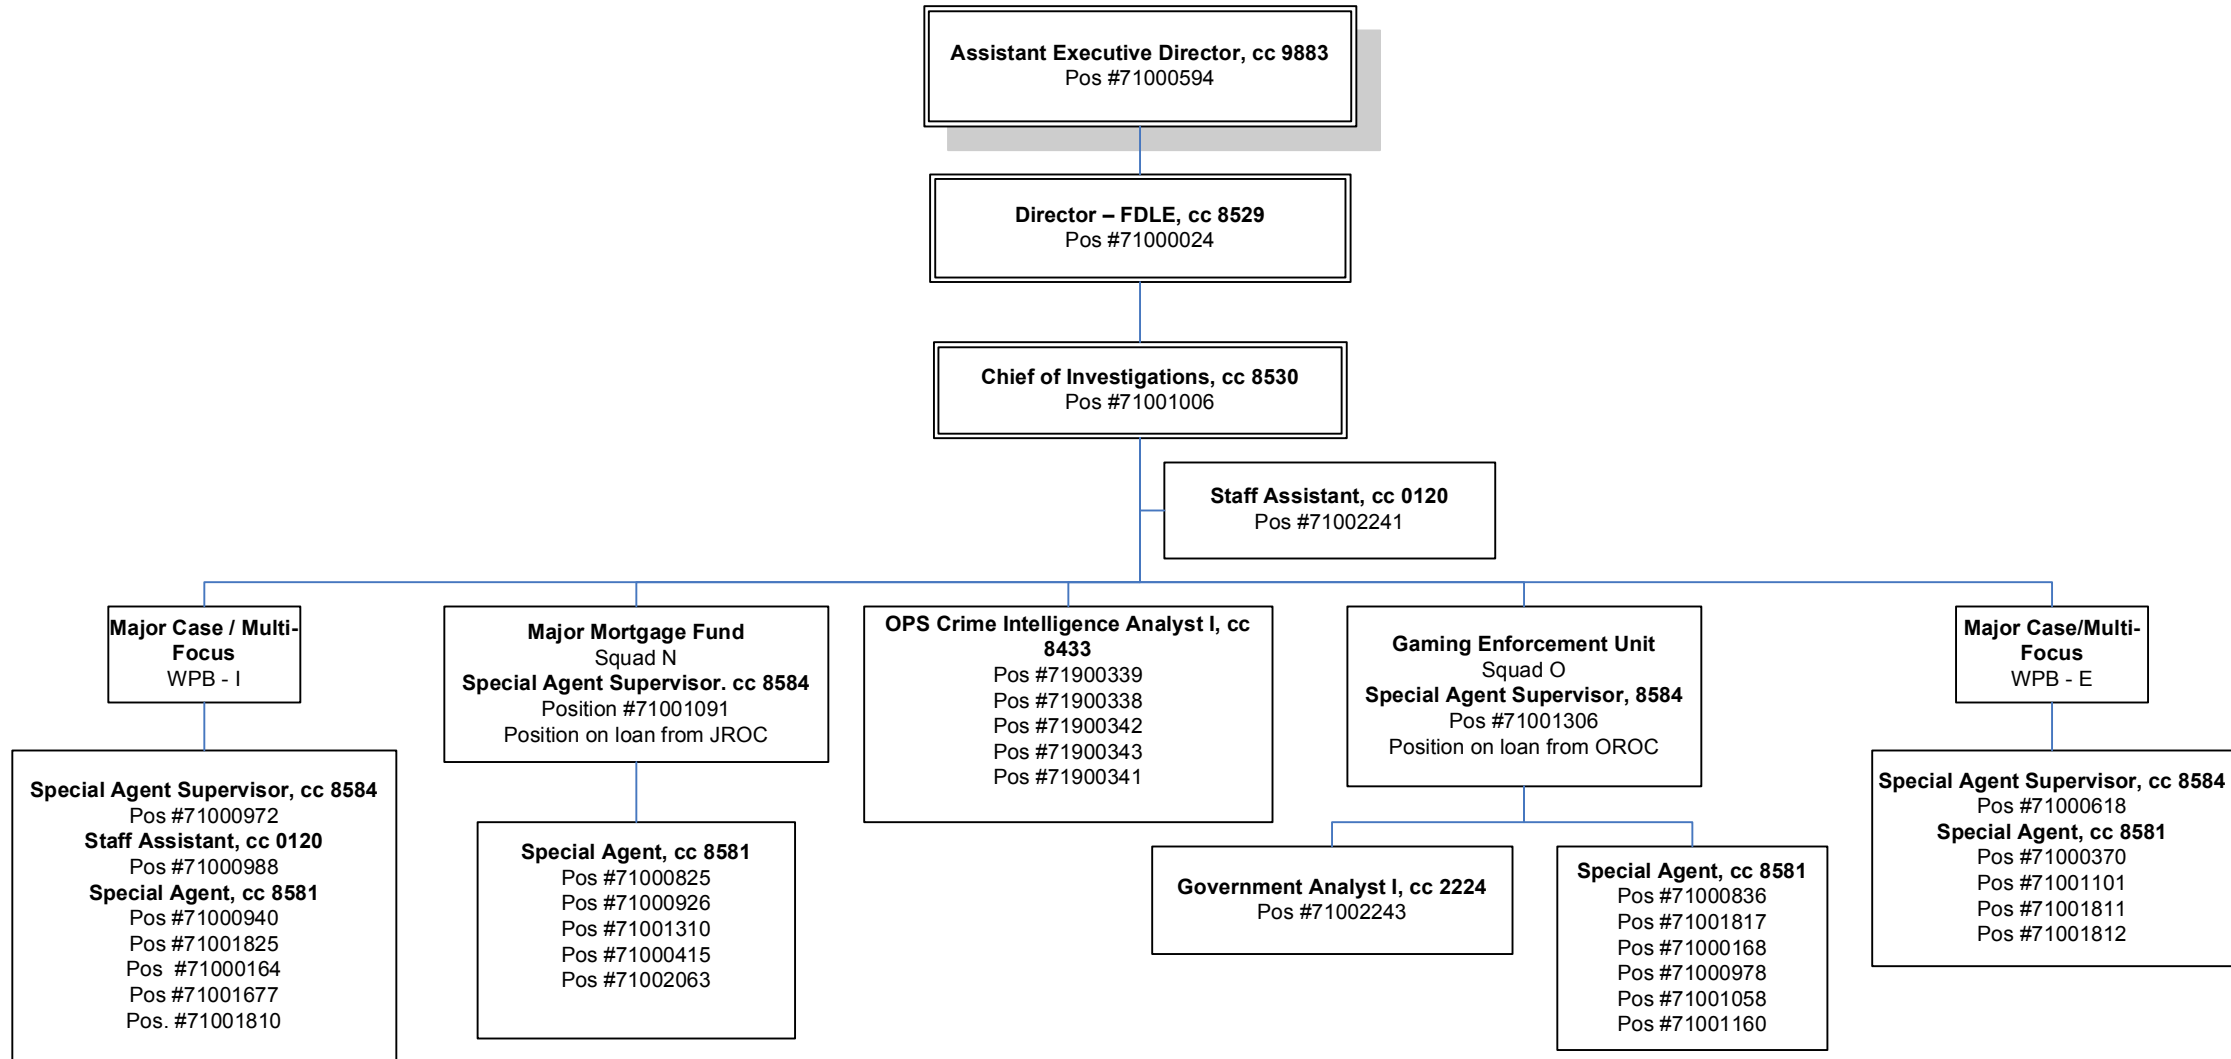 Assistant Executive Director, cc 9883
Pos #71000594
Director – FDLE, cc 8529
Pos #71000024
Chief of Investigations, cc 8530
Pos #71001006
Staff Assistant, cc 0120
Pos #71002241
Major Case / Multi-
Focus
WPB - I
Major Mortgage Fund
Squad N
Special Agent Supervisor. cc 8584
Position #71001091
Position on loan from JROC
OPS Crime Intelligence Analyst I, cc
8433
Pos #71900339
Pos #71900338
Pos #71900342
Pos #71900343
Pos #71900341
Gaming Enforcement Unit
Squad O
Special Agent Supervisor, 8584
Pos #71001306
Position on loan from OROC
Major Case/Multi-
Focus
WPB - E
Special Agent Supervisor, cc 8584
Pos #71000972
Staff Assistant, cc 0120
Pos #71000988
Special Agent, cc 8581
Pos #71000940
Pos #71001825
Pos  #71000164
Pos #71001677
Pos. #71001810
Special Agent, cc 8581
Pos #71000825
Pos #71000926
Pos #71001310
Pos #71000415
Pos #71002063
Government Analyst I, cc 2224
Pos #71002243
Special Agent, cc 8581
Pos #71000836
Pos #71001817
Pos #71000168
Pos #71000978
Pos #71001058
Pos #71001160
Special Agent Supervisor, cc 8584
Pos #71000618
Special Agent, cc 8581
Pos #71000370
Pos #71001101
Pos #71001811
Pos #71001812